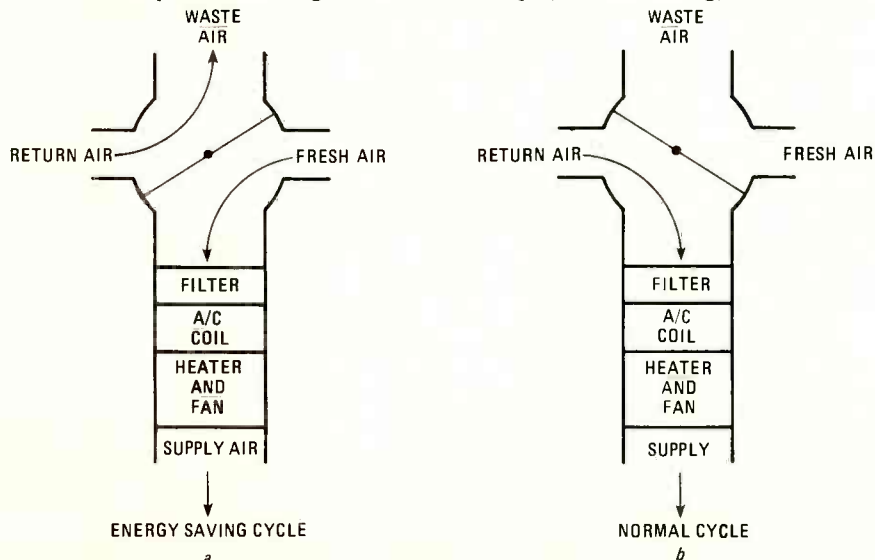 WASTE
AIR
RETURN AIR
FRESH AIR
FILTER
A/C
COIL
HEATER
AND
FAN
SUPPLY AIR
ENERGY SAVING CYCLE
a
WASTE
AIR
RETURN AIR
FRESH AIR
FILTER
A/C
COIL
HEATER
AND
FAN
SUPPLY
NORMAL CYCLE
b